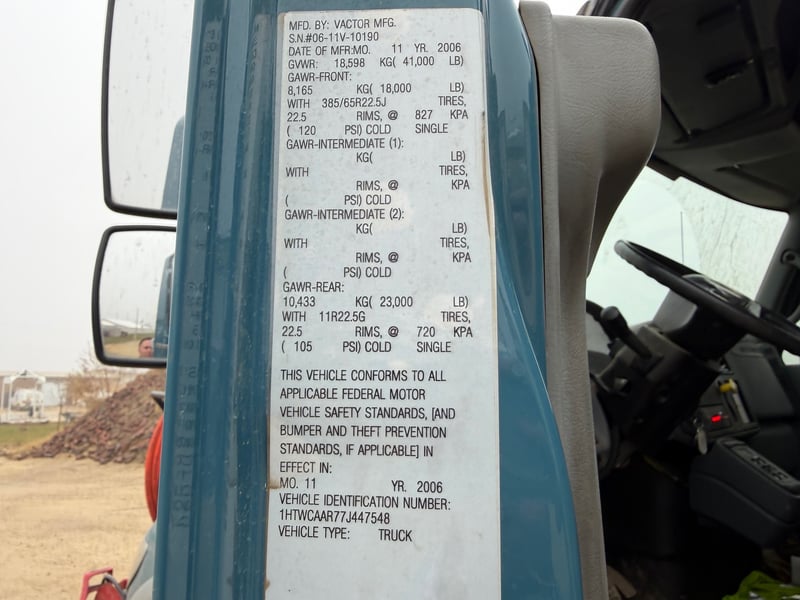 MFD. BY: VACTOR MFG.
S.N.#06-11V-10190
DATE OF MFR:MO. 11 YR. 2006
GVWR: 18,598 KG( 41,000 LB)
GAWR-FRONT:
8,165 KG( 18,000 LB)
WITH 385/65R22.5J TIRES,
22.5 RIMS, @ 827 KPA
( 120 PSI) COLD SINGLE
GAWR-INTERMEDIATE (1):
KG( LB)
WITH TIRES,
RIMS, @ KPA
( PSI) COLD
GAWR-INTERMEDIATE (2):
KG( LB)
WITH TIRES,
RIMS, @ KPA
( PSI) COLD
GAWR-REAR:
10,433 KG( 23,000 LB)
WITH 11R22.5G TIRES,
22.5 RIMS, @ 720 KPA
( 105 PSI) COLD SINGLE
THIS VEHICLE CONFORMS TO ALL
APPLICABLE FEDERAL MOTOR
VEHICLE SAFETY STANDARDS, [AND
BUMPER AND THEFT PREVENTION
STANDARDS, IF APPLICABLE] IN
EFFECT IN:
MO. 11 YR. 2006
VEHICLE IDENTIFICATION NUMBER:
1HTWCAAR77J447548
VEHICLE TYPE: TRUCK